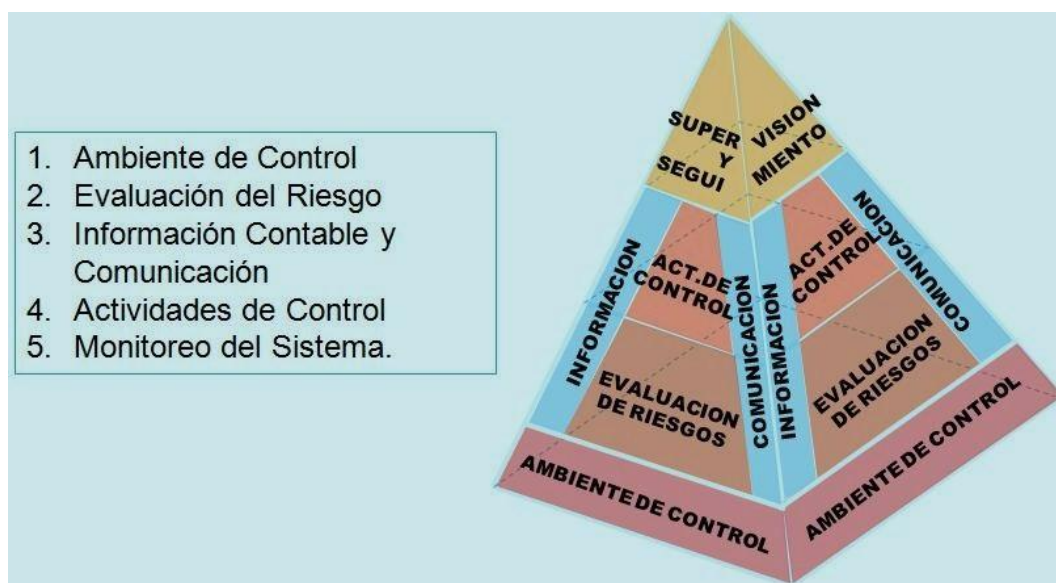 1. Ambiente de Control
2. Evaluación del Riesgo
3. Información Contable y
Comunicación
4. Actividades de Control
5. Monitoreo del Sistema.
SUPER
Y
SEGUI
VISION
MIENTO
INFORMACION
ACT.DE
CONTROL
COMUNICACION
INFORMACION
ACT.DE
CONTROL
COMUNICACION
EVALUACION
DE RIESGOS
EVALUACION
DE RIESGOS
AMBIENTE DE CONTROL
AMBIENTE DE CONTROL